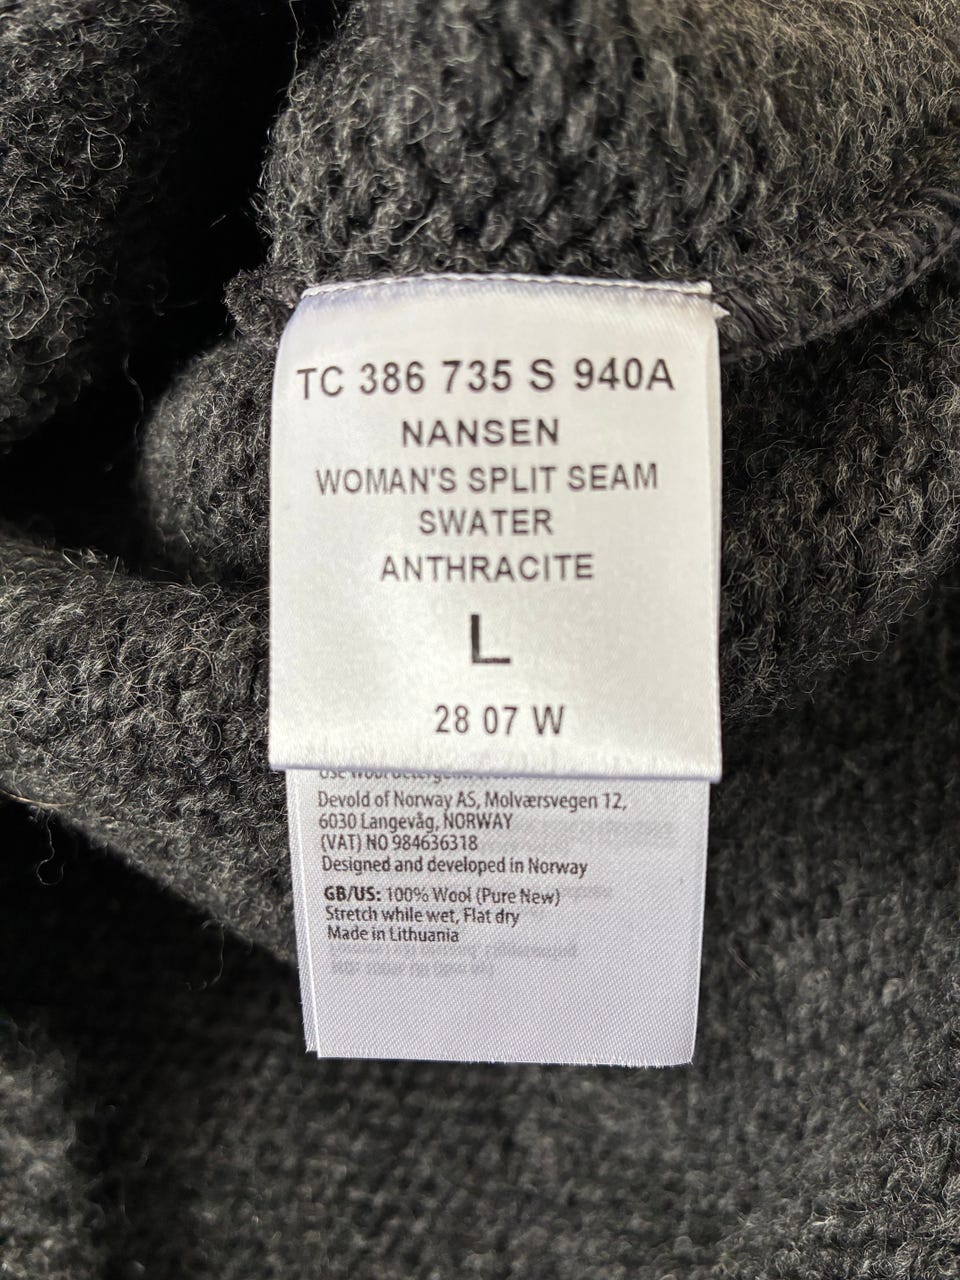 TC 386 735 S 940A
NANSEN
WOMAN'S SPLIT SEAM
SWATER
ANTHRACITE
L
28 07 W
Devold of Norway AS, Molværsvegen 12,
6030 Langevåg, NORWAY
(VAT) NO 984636318
Designed and developed in Norway
GB/US: 100% Wool (Pure New)
Stretch while wet, Flat dry
Made in Lithuania